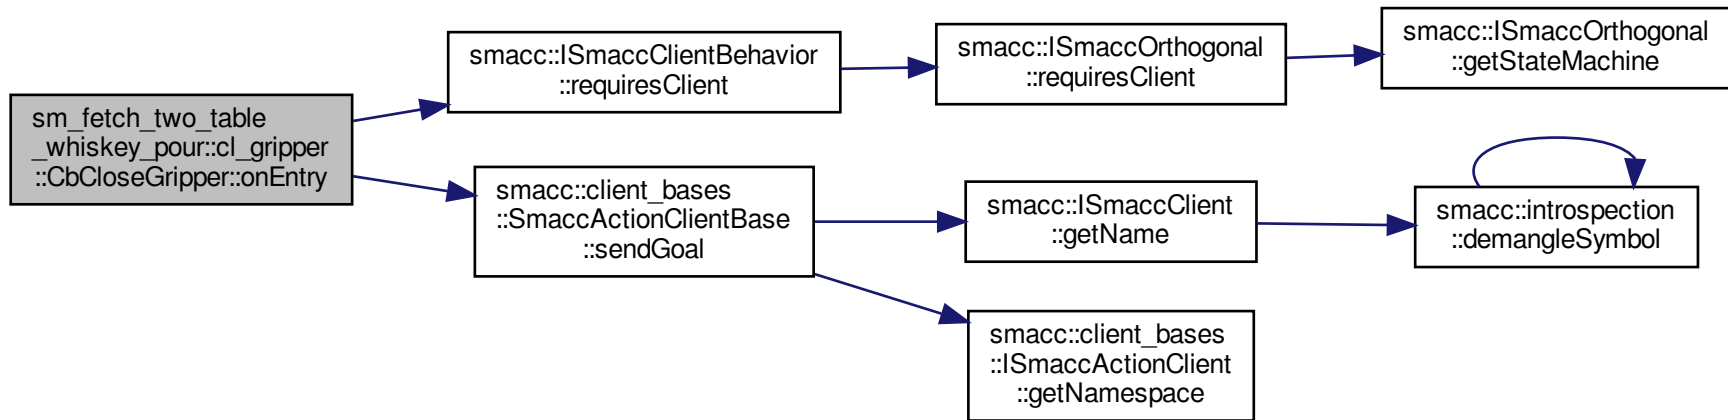 sm_fetch_two_table
_whiskey_pour::cl_gripper
::CbCloseGripper::onEntry
smacc::ISmaccClientBehavior
::requiresClient
smacc::ISmaccOrthogonal
::requiresClient
smacc::ISmaccOrthogonal
::getStateMachine
smacc::client_bases
::SmaccActionClientBase
::sendGoal
smacc::ISmaccClient
::getName
smacc::introspection
::demangleSymbol
smacc::client_bases
::ISmaccActionClient
::getNamespace